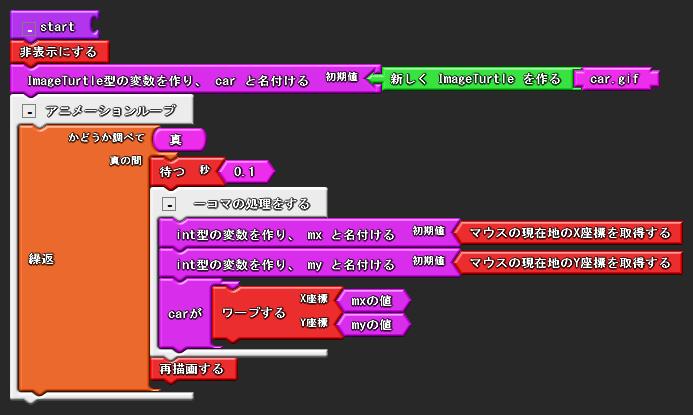 start
非表示にする
ImageTurtle型の変数を作り、 car と名付ける 初期値 新しく ImageTurtle を作る car.gif
アニメーションループ
かどうか調べて 真
真の間
待つ 秒 0.1
一コマの処理をする
int型の変数を作り、 mx と名付ける 初期値 マウスの現在地のX座標を取得する
繰返
int型の変数を作り、 my と名付ける 初期値 マウスの現在地のY座標を取得する
carが ワープする X座標 mxの値
Y座標 myの値
再描画する